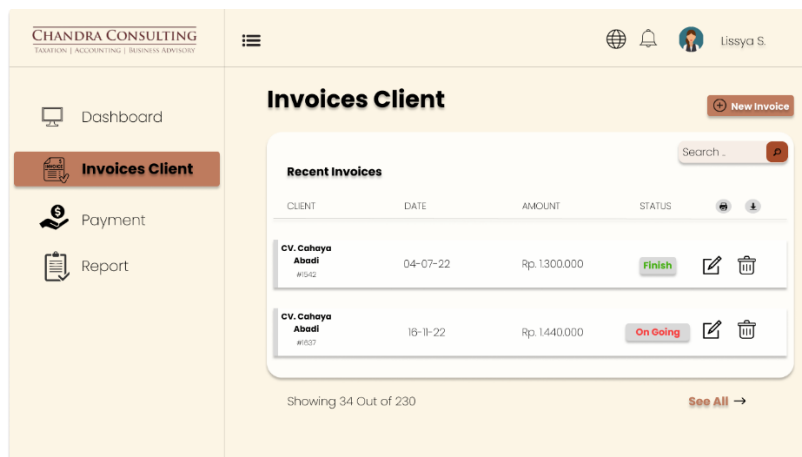 CHANDRA CONSULTING
TAXATION | ACCOUNTING | BUSINESS ADVISORY
Lissya S.
Dashboard
Invoices Client
Payment
Report
Invoices Client
New Invoice
Search ..
Recent Invoices
CLIENT DATE AMOUNT STATUS
CV. Cahaya
Abadi
#1542
04-07-22 Rp. 1.300.000 Finish
CV. Cahaya
Abadi
#1637
16-11-22 Rp. 1.440.000 On Going
Showing 34 Out of 230
See All →